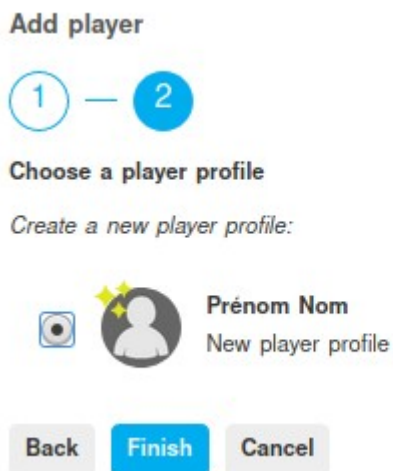 Add player
1 — 2
Choose a player profile
Create a new player profile:
Prénom Nom
New player profile
Back Finish Cancel